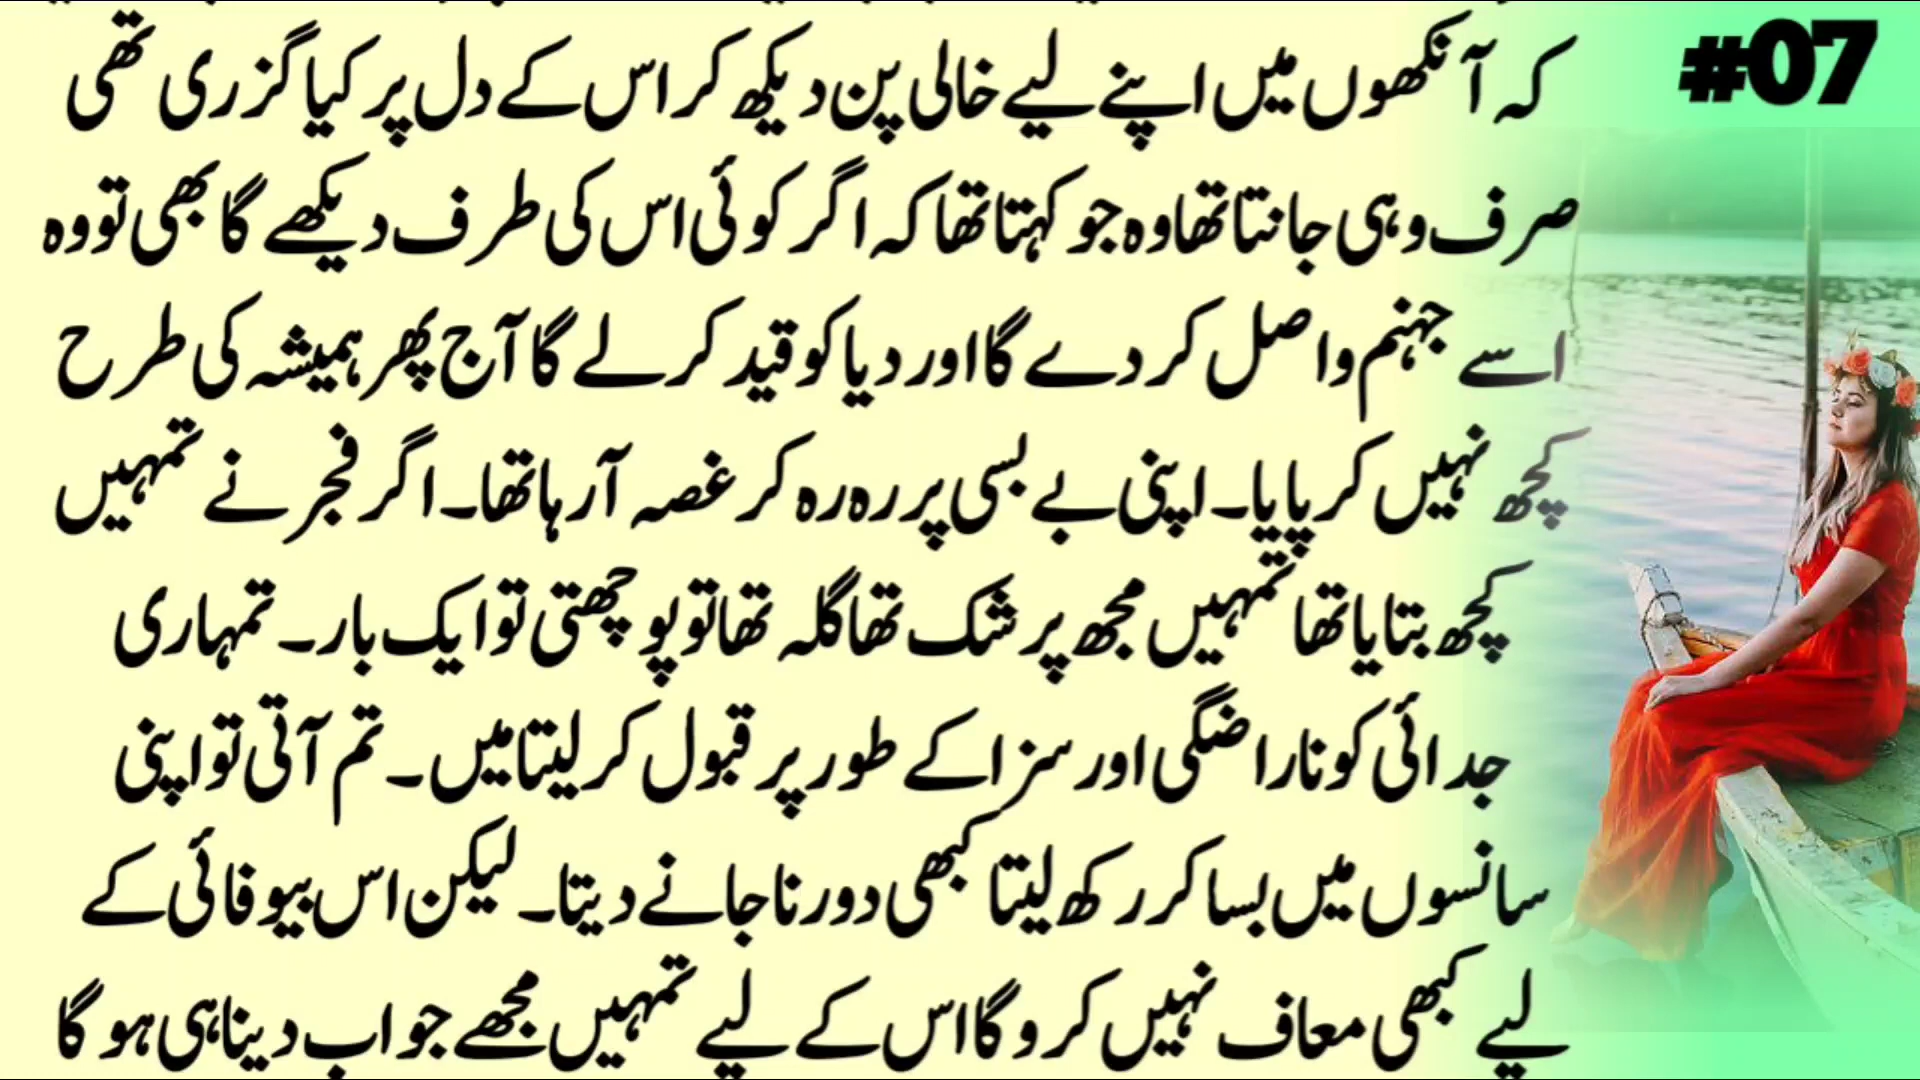 #07
کہ آنکھوں میں اپنے لیے خالی پن دیکھ کر اس کے دل پر کیا گزری تھی
صرف وہی جانتا تھا وہ جو کہتا تھا کہ اگر کوئی اس کی طرف دیکھے گا بھی تو وہ
اسے جہنم واصل کر دے گا اور دیا کو قید کر لے گا آج پھر ہمیشہ کی طرح
کچھ نہیں کر پایا۔ اپنی بے بسی پر رہ رہ کر غصہ آرہا تھا۔ اگر فجر نے تمہیں
کچھ بتایا تھا تمہیں مجھ پر شک تھا گلہ تھا تو پوچھتی تو ایک بار۔ تمہاری
جدائی کو ناراضگی اور سزا کے طور پر قبول کر لیتا میں۔ تم آتی تو اپنی
سانسوں میں بسا کر رکھ لیتا کبھی دور نا جانے دیتا۔ لیکن اس بیوفائی کے
لیے کبھی معاف نہیں کرو گا اس کے لیے تمہیں مجھے جواب دینا ہی ہو گا